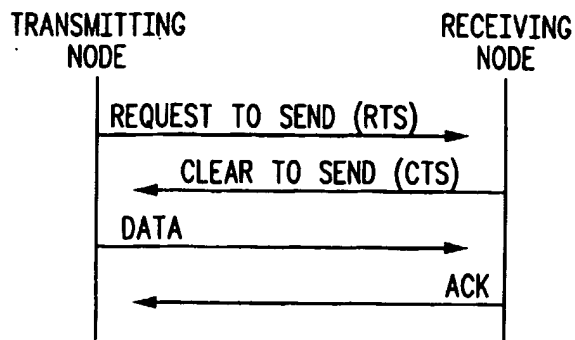 TRANSMITTING
NODE
RECEIVING
NODE
REQUEST TO SEND (RTS)
CLEAR TO SEND (CTS)
DATA
ACK